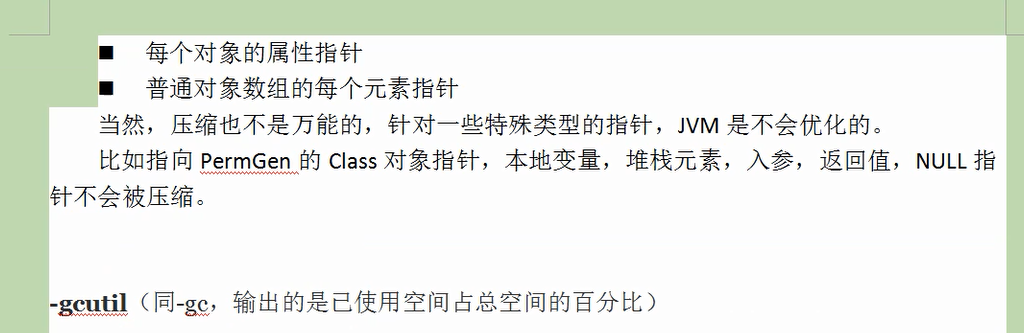 ■ 每个对象的属性指针
■ 普通对象数组的每个元素指针
当然，压缩也不是万能的，针对一些特殊类型的指针，JVM 是不会优化的。
比如指向 PermGen 的 Class 对象指针，本地变量，堆栈元素，入参，返回值，NULL 指
针不会被压缩。
-gcutil（同-gc，输出的是已使用空间占总空间的百分比）